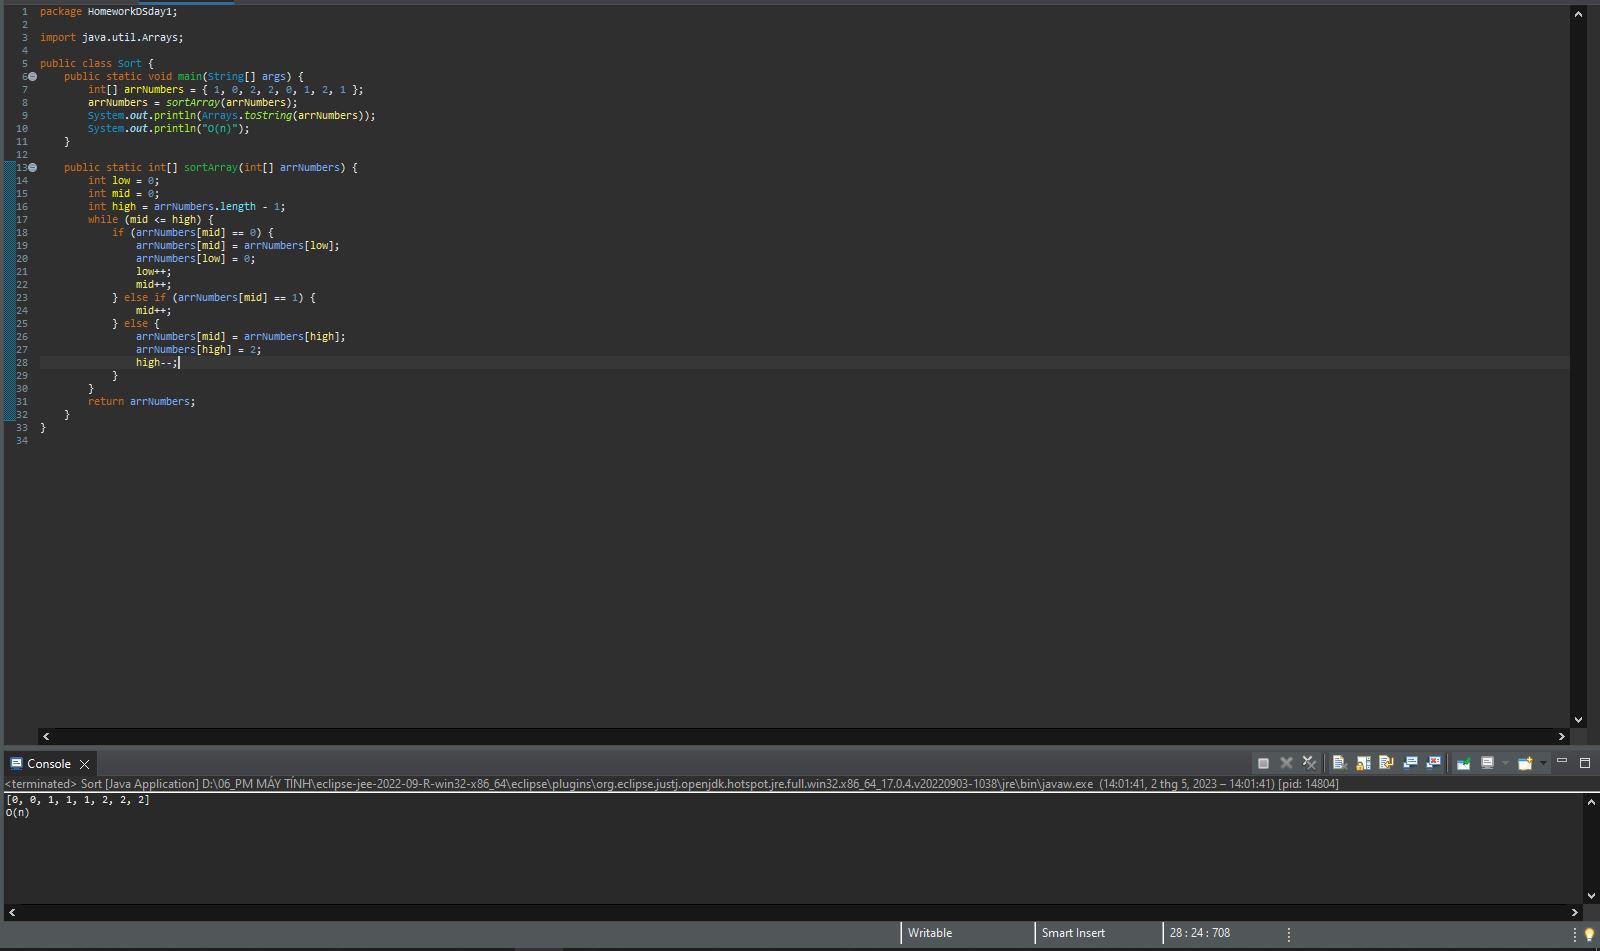 1 package HomeworkDSday1;
2
3 import java.util.Arrays;
4
5 public class Sort {
6 public static void main(String[] args) {
7 int[] arrNumbers = { 1, 0, 2, 2, 0, 1, 2, 1 };
8 arrNumbers = sortArray(arrNumbers);
9 System.out.println(Arrays.toString(arrNumbers));
10 System.out.println("O(n)");
11 }
12
13 public static int[] sortArray(int[] arrNumbers) {
14 int low = 0;
15 int mid = 0;
16 int high = arrNumbers.length - 1;
17 while (mid <= high) {
18 if (arrNumbers[mid] == 0) {
19 arrNumbers[mid] = arrNumbers[low];
20 arrNumbers[low] = 0;
21 low++;
22 mid++;
23 } else if (arrNumbers[mid] == 1) {
24 mid++;
25 } else {
26 arrNumbers[mid] = arrNumbers[high];
27 arrNumbers[high] = 2;
28 high--;
29 }
30 }
31 return arrNumbers;
32 }
33 }
34
Console
<terminated> Sort [Java Application] D:\06_PM MÁY TÍNH\eclipse-jee-2022-09-R-win32-x86_64\eclipse\plugins\org.eclipse.justj.openjdk.hotspot.jre.full.win32.x86_64_17.0.4.v20220903-1038\jre\bin\javaw.exe (14:01:41, 2 thg 5, 2023 – 14:01:41) [pid: 14804]
[0, 0, 1, 1, 1, 2, 2, 2]
O(n)
Writable
Smart Insert
28 : 24 : 708